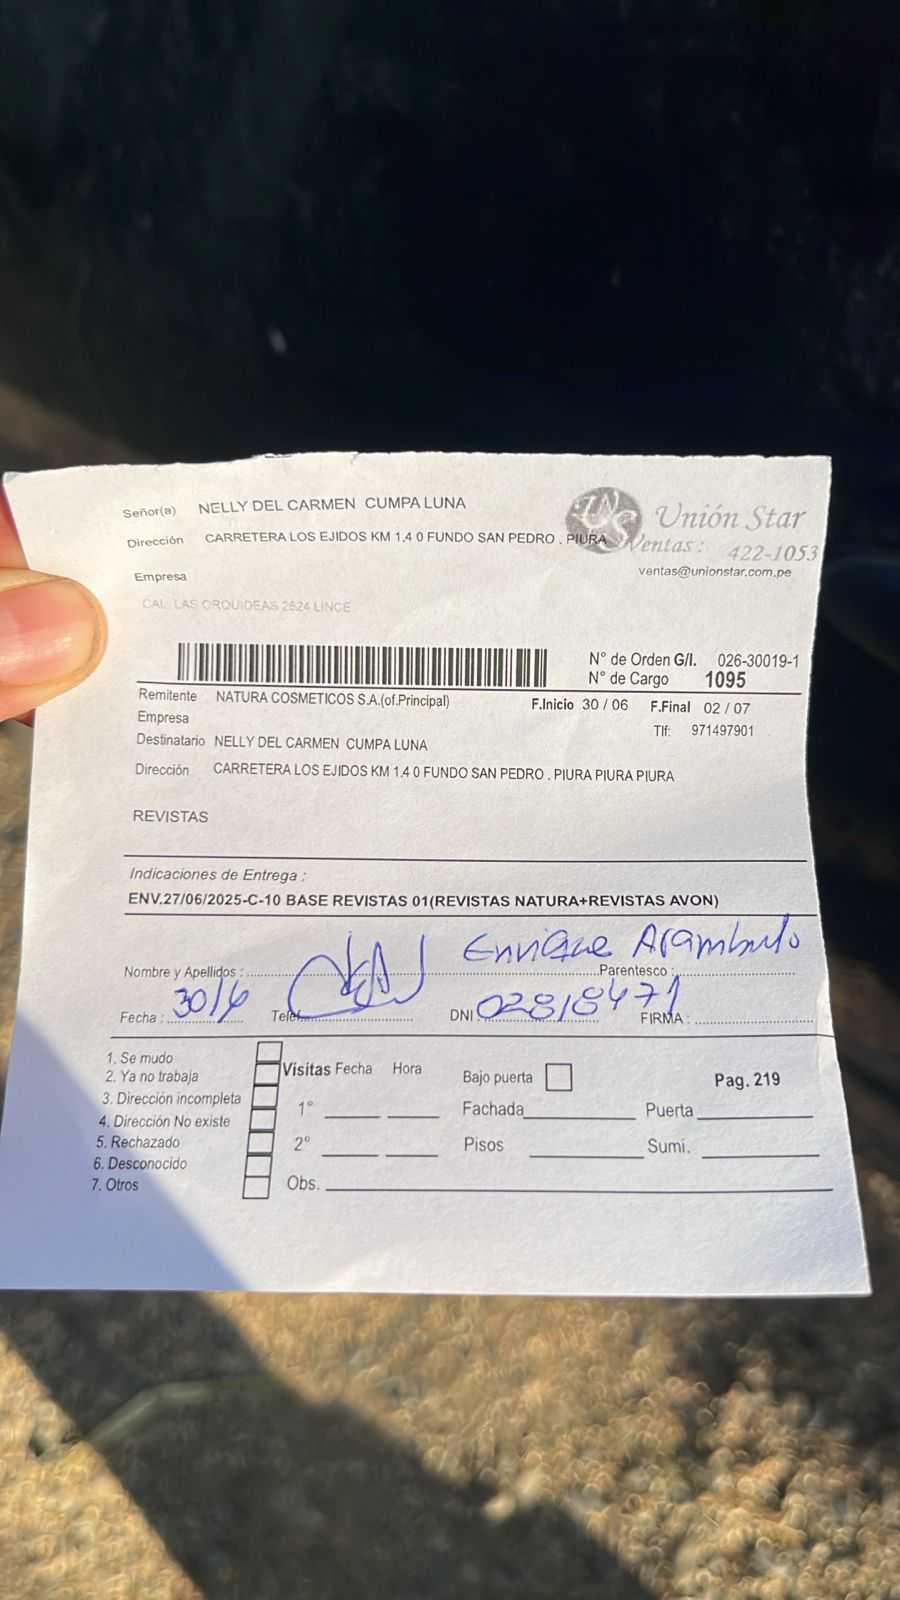 Señor(a) NELLY DEL CARMEN CUMPA LUNA
Dirección CARRETERA LOS EJIDOS KM 1,4 0 FUNDO SAN PEDRO . PIURA
Empresa
CAL. LAS ORQUIDEAS 2624 LINCE
US Unión Star
Ventas: 422-1053
ventas@unionstar.com.pe
N° de Orden G/I. 026-30019-1
N° de Cargo 1095
Remitente NATURA COSMETICOS S.A.(of.Principal)
F.Inicio 30 / 06 F.Final 02 / 07
Empresa
Tlf: 971497901
Destinatario NELLY DEL CARMEN CUMPA LUNA
Dirección CARRETERA LOS EJIDOS KM 1,4 0 FUNDO SAN PEDRO . PIURA PIURA PIURA
REVISTAS
Indicaciones de Entrega :
ENV.27/06/2025-C-10 BASE REVISTAS 01(REVISTAS NATURA+REVISTAS AVON)
Enrique Arambulo
Nombre y Apellidos : Parentesco :
Fecha : 30/6 Telef. DNI 02818471 FIRMA :
1. Se mudo
2. Ya no trabaja
3. Dirección incompleta
4. Dirección No existe
5. Rechazado
6. Desconocido
7. Otros
Visitas Fecha Hora
1°
2°
Obs.
Bajo puerta
Pag. 219
Fachada Puerta
Pisos Sumi.